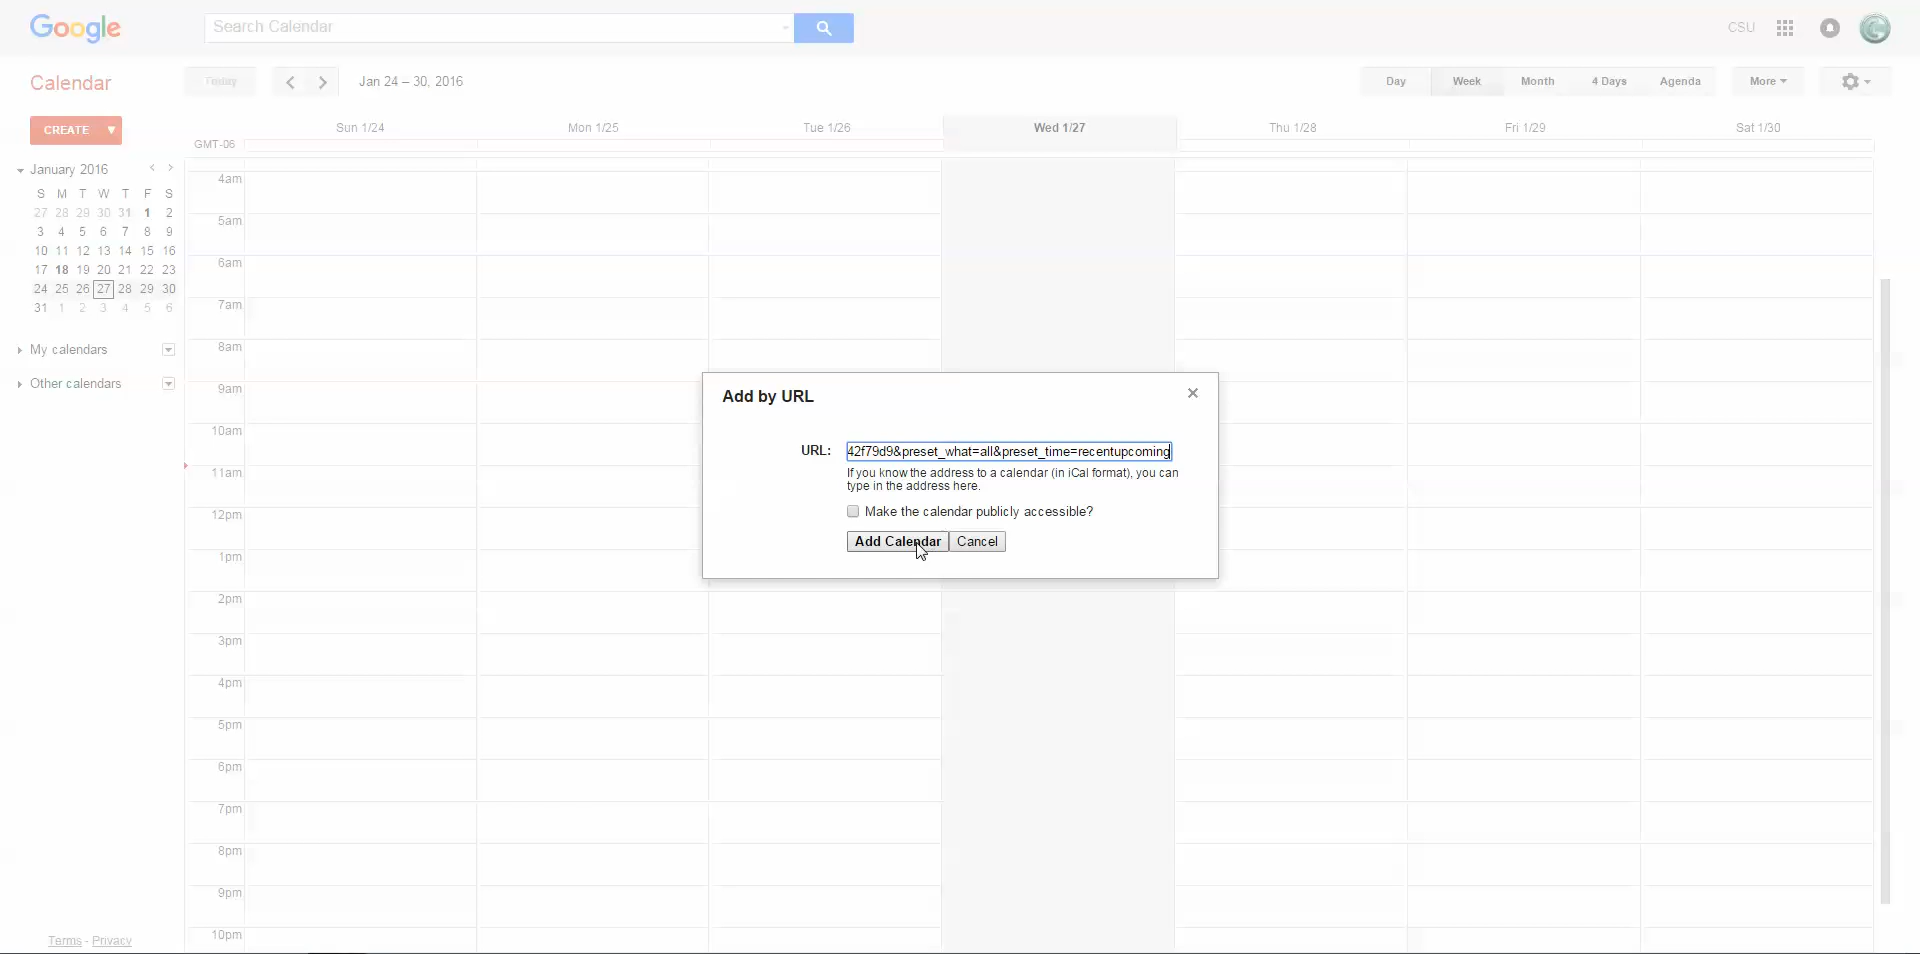 Google
Search Calendar
CSU
Calendar
Today
Jan 24 – 30, 2016
Day
Week
Month
4 Days
Agenda
More
CREATE
Sun 1/24
Mon 1/25
Tue 1/26
Wed 1/27
Thu 1/28
Fri 1/29
Sat 1/30
GMT-06
January 2016
S M T W T F S
27 28 29 30 31 1 2
3 4 5 6 7 8 9
10 11 12 13 14 15 16
17 18 19 20 21 22 23
24 25 26 27 28 29 30
31 1 2 3 4 5 6
My calendars
Other calendars
4am
5am
6am
7am
8am
9am
10am
11am
12pm
1pm
2pm
3pm
4pm
5pm
6pm
7pm
8pm
9pm
10pm
Add by URL
URL: 42f79d9&preset_what=all&preset_time=recentupcoming
If you know the address to a calendar (in iCal format), you can
type in the address here.
Make the calendar publicly accessible?
Add Calendar
Cancel
Terms - Privacy